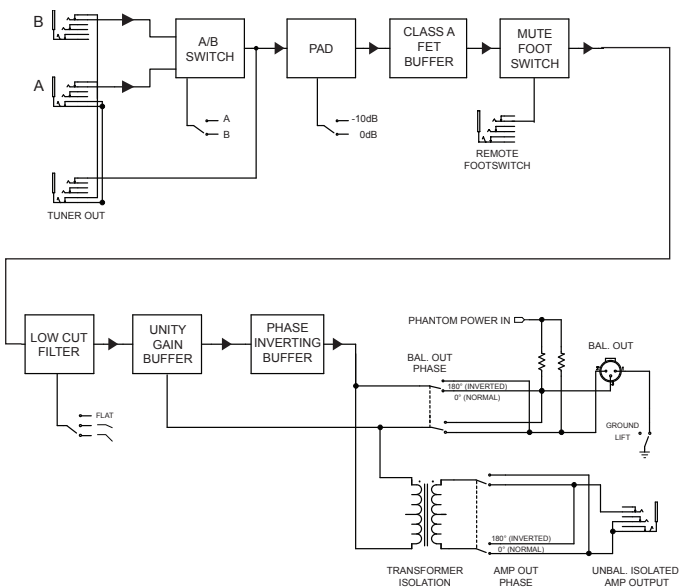 B
A
A/B
SWITCH
PAD
CLASS A
FET
BUFFER
MUTE
FOOT
SWITCH
A
B
-10dB
0dB
REMOTE
FOOTSWITCH
TUNER OUT
LOW CUT
FILTER
UNITY
GAIN
BUFFER
PHASE
INVERTING
BUFFER
PHANTOM POWER IN
BAL. OUT
PHASE
BAL. OUT
180° (INVERTED)
0° (NORMAL)
FLAT
GROUND
LIFT
180° (INVERTED)
0° (NORMAL)
TRANSFORMER
ISOLATION
AMP OUT
PHASE
UNBAL. ISOLATED
AMP OUTPUT